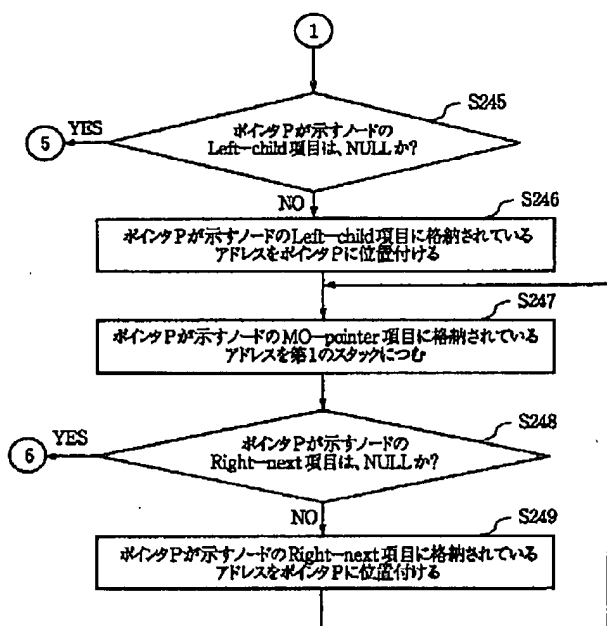 1
S245
YES
5
ポインタPが示すノードの
Left-child項目は、NULLか?
NO
S246
ポインタPが示すノードのLeft-child項目に格納されている
アドレスをポインタPに位置付ける
S247
ポインタPが示すノードのMO-pointer項目に格納されている
アドレスを第1のスタックにつむ
S248
YES
6
ポインタPが示すノードの
Right-next項目は、NULLか?
NO
S249
ポインタPが示すノードのRight-next項目に格納されている
アドレスをポインタPに位置付ける